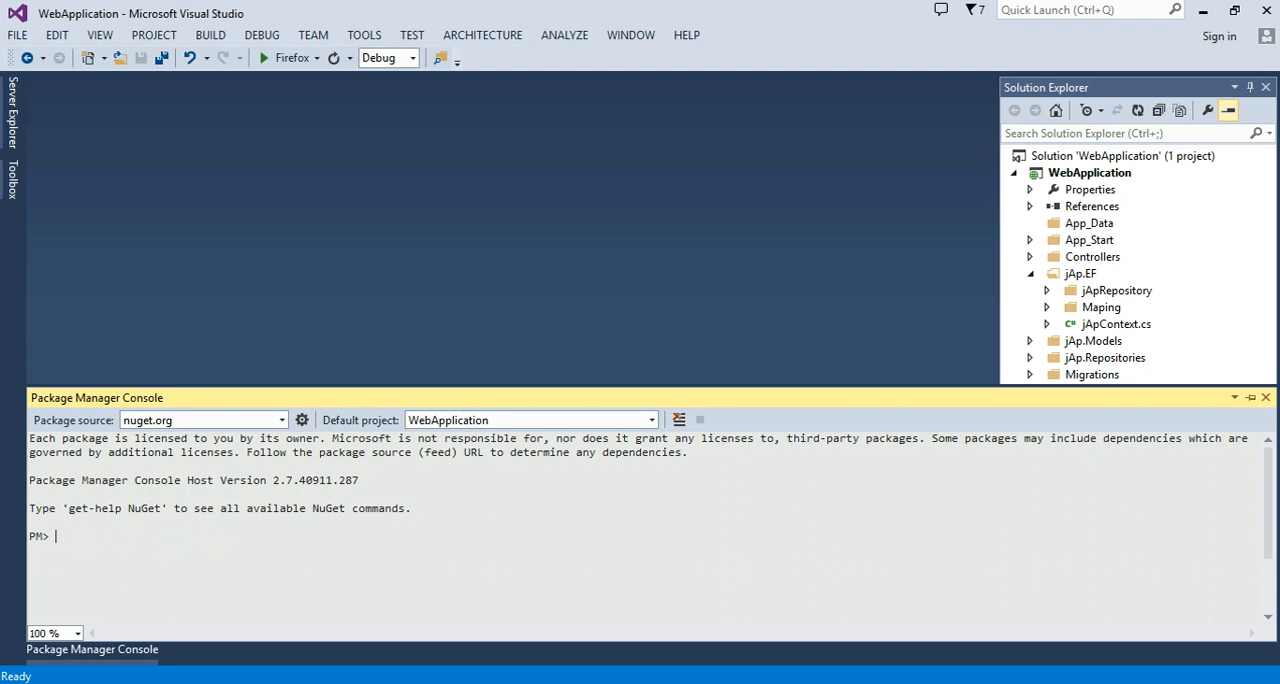 WebApplication - Microsoft Visual Studio
7
Quick Launch (Ctrl+Q)
FILE EDIT VIEW PROJECT BUILD DEBUG TEAM TOOLS TEST ARCHITECTURE ANALYZE WINDOW HELP
Sign in
Firefox
Debug
Server Explorer
Toolbox
Solution Explorer
Search Solution Explorer (Ctrl+;)
Solution 'WebApplication' (1 project)
WebApplication
Properties
References
App_Data
App_Start
Controllers
jAp.EF
jApRepository
Maping
C# jApContext.cs
jAp.Models
jAp.Repositories
Migrations
Package Manager Console
Package source: nuget.org
Default project: WebApplication
Each package is licensed to you by its owner. Microsoft is not responsible for, nor does it grant any licenses to, third-party packages. Some packages may include dependencies which are
governed by additional licenses. Follow the package source (feed) URL to determine any dependencies.
Package Manager Console Host Version 2.7.40911.287
Type 'get-help NuGet' to see all available NuGet commands.
PM>
100 %
Package Manager Console
Ready